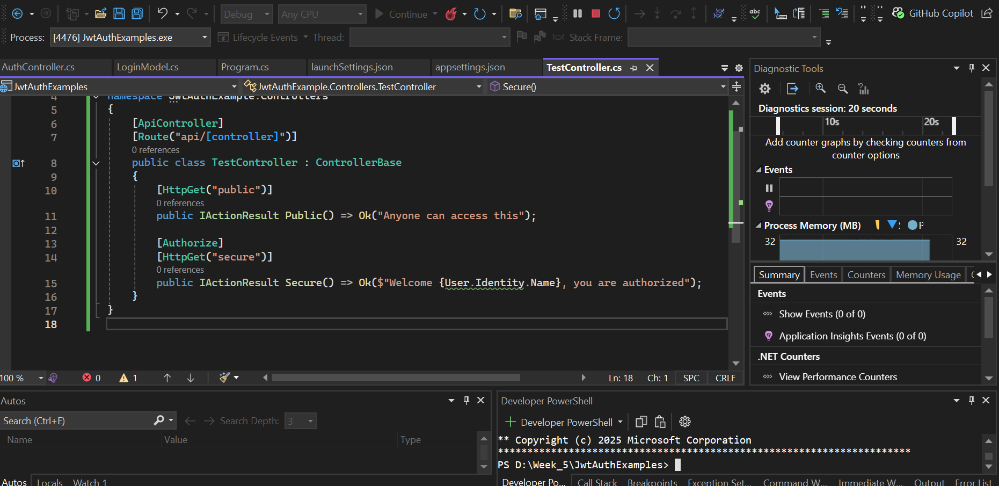 Debug
Any CPU
Continue
abc
GitHub Copilot
Process:
[4476] JwtAuthExamples.exe
Lifecycle Events
Thread:
Stack Frame:
AuthController.cs
LoginModel.cs
Program.cs
launchSettings.json
appsettings.json
TestController.cs
JwtAuthExamples
JwtAuthExample.Controllers.TestController
Secure()
4 namespace JwtAuthExample.Controllers
5 {
6 [ApiController]
7 [Route("api/[controller]")]
0 references
8 public class TestController : ControllerBase
9 {
10 [HttpGet("public")]
0 references
11 public IActionResult Public() => Ok("Anyone can access this");
12
13 [Authorize]
14 [HttpGet("secure")]
0 references
15 public IActionResult Secure() => Ok($"Welcome {User.Identity.Name}, you are authorized");
16 }
17 }
18
100 %
0
1
Ln: 18
Ch: 1
SPC
CRLF
Diagnostic Tools
Diagnostics session: 20 seconds
10s
20s
Add counter graphs by checking counters from
counter options
Events
Process Memory (MB)
P
32
32
Summary
Events
Counters
Memory Usage
Events
Show Events (0 of 0)
Application Insights Events (0 of 0)
.NET Counters
View Performance Counters
Autos
Search (Ctrl+E)
Search Depth:
3
Name
Value
Type
Autos
Locals
Watch 1
Developer PowerShell
Developer PowerShell
** Copyright (c) 2025 Microsoft Corporation
**********************************************************************
PS D:\Week_5\JwtAuthExamples>
Developer Po...
Call Stack
Breakpoints
Exception Set...
Command W...
Immediate W...
Output
Error List